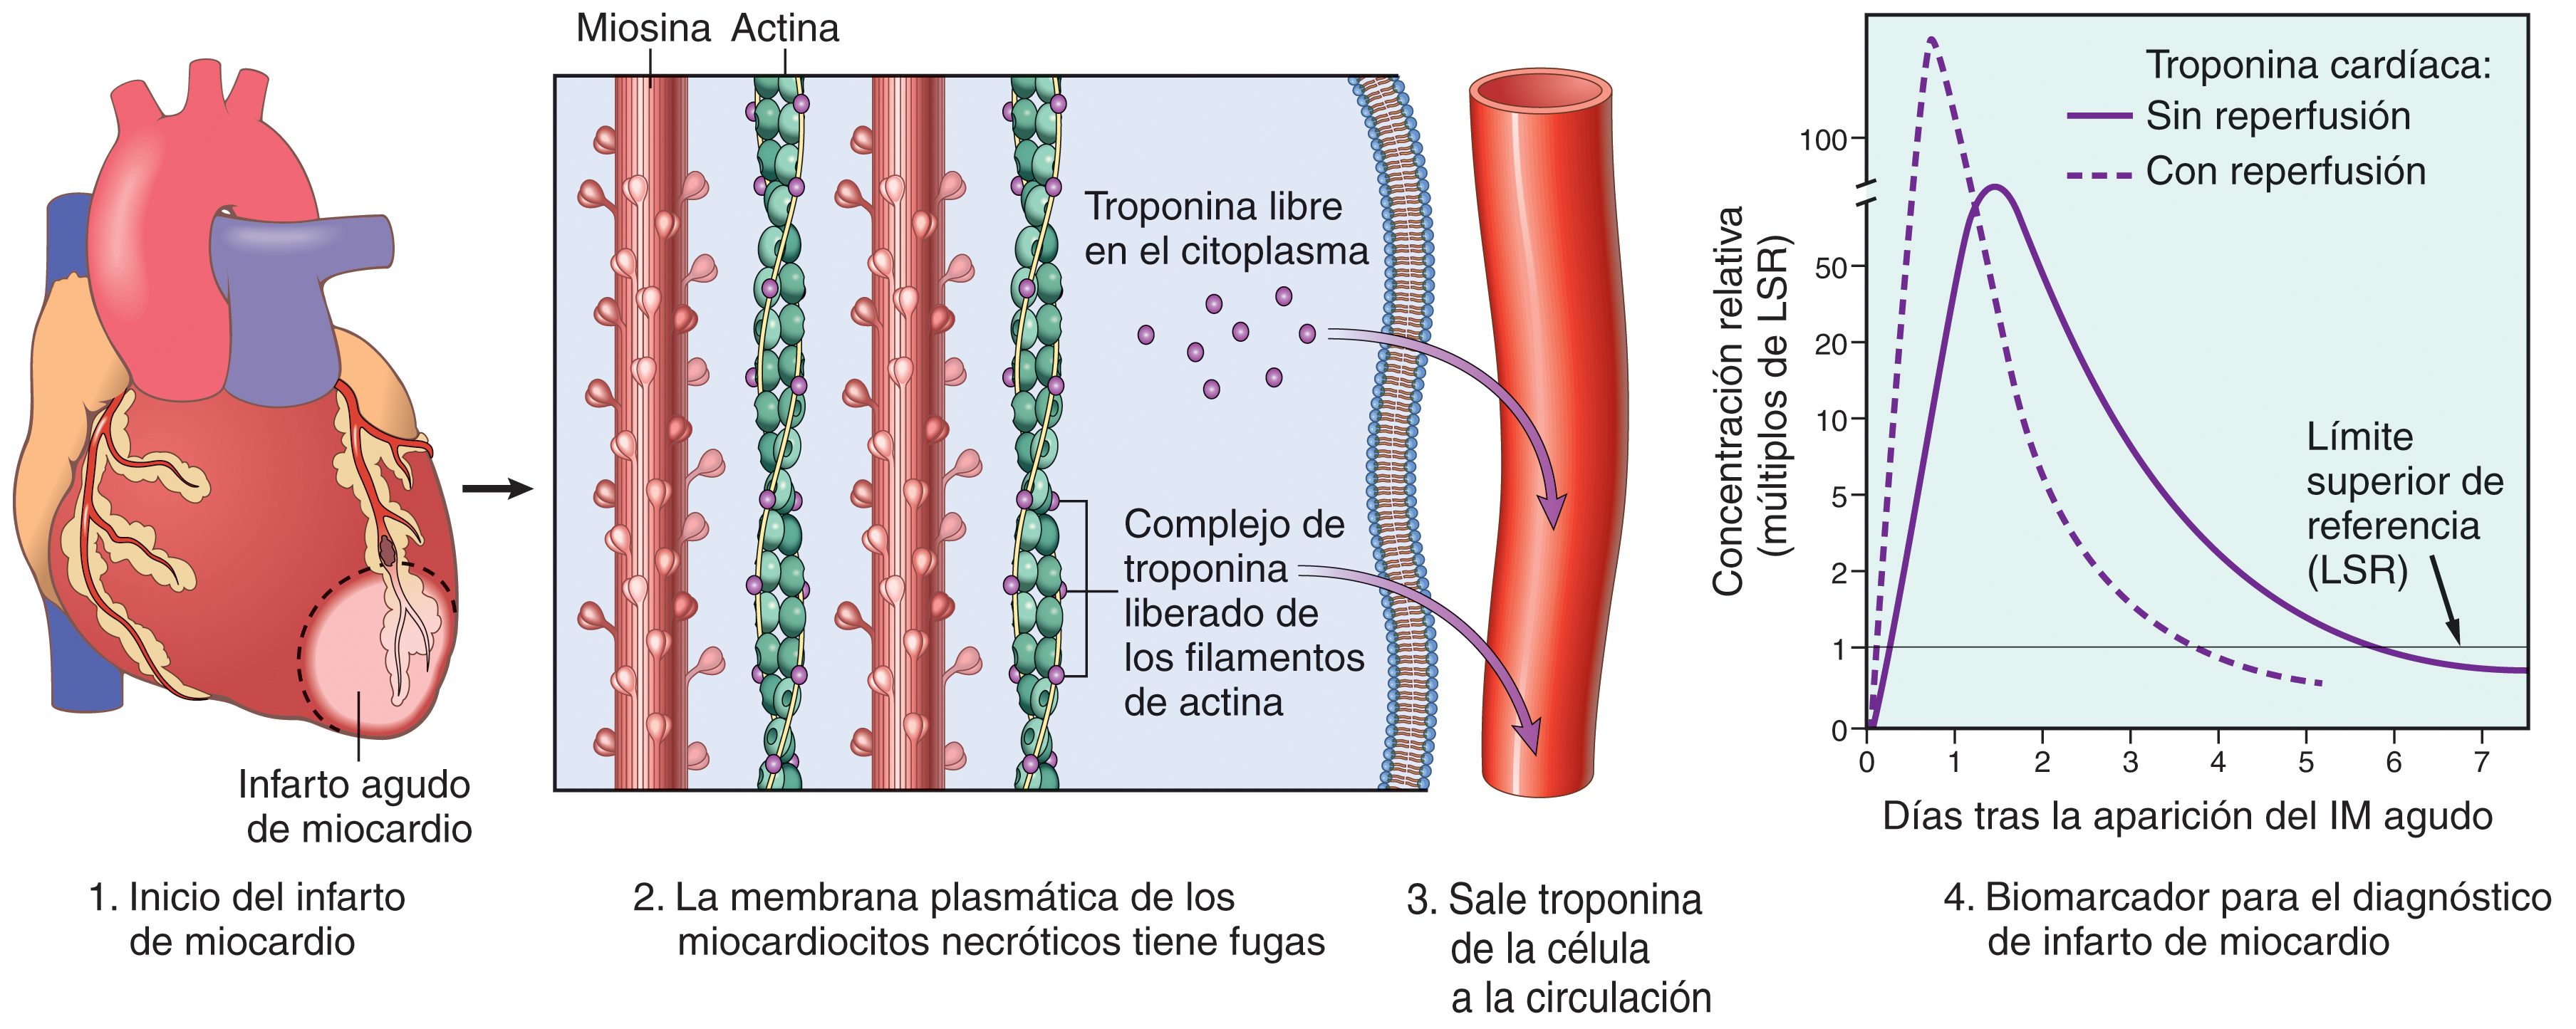 Miosina
Actina
Troponina libre
en el citoplasma
Complejo de
troponina
liberado de
los filamentos
de actina
Infarto agudo
de miocardio
Troponina cardíaca:
Sin reperfusión
Con reperfusión
Concentración relativa
(múltiplos de LSR)
100
50
20
10
5
2
1
0
Límite
superior de
referencia
(LSR)
0 1 2 3 4 5 6 7
Días tras la aparición del IM agudo
1. Inicio del infarto
de miocardio
2. La membrana plasmática de los
miocardiocitos necróticos tiene fugas
3. Sale troponina
de la célula
a la circulación
4. Biomarcador para el diagnóstico
de infarto de miocardio